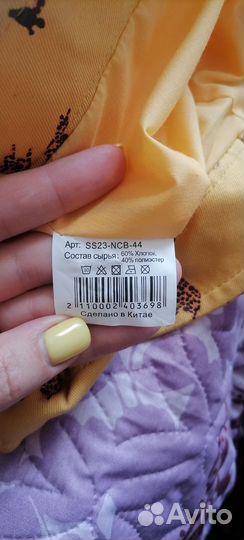 Арт: SS23-NCB-44
Состав сырья: 60% Хлопок,
40% полиэстер
2 110002 403698
Сделано в Китае
Avito